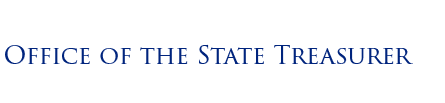 Office of the State Treasurer